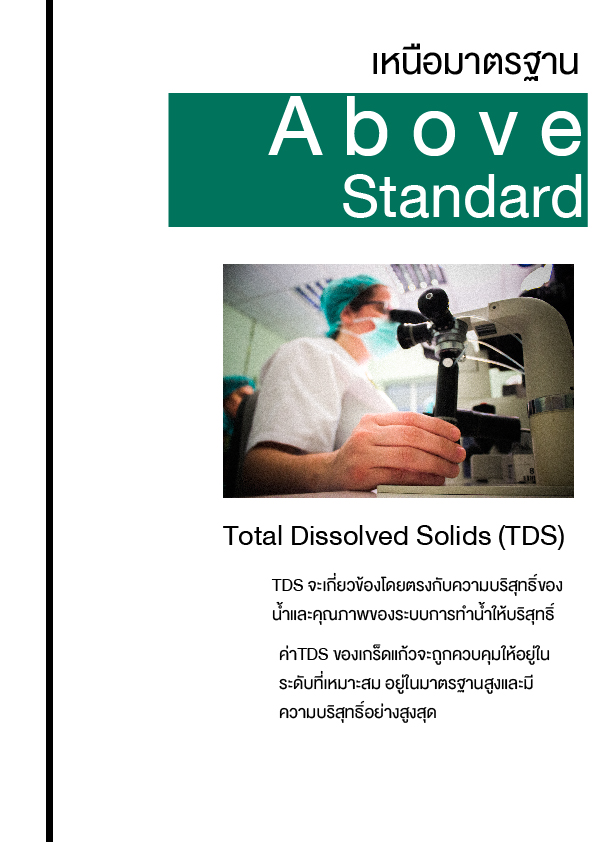 เหนือมาตรฐาน
Above
Standard
Total Dissolved Solids (TDS)
TDS จะเกี่ยวข้องโดยตรงกับความบริสุทธิ์ของ
น้ำและคุณภาพของระบบการทำน้ำให้บริสุทธิ์
ค่าTDS ของเกร็ดแก้วจะถูกควบคุมให้อยู่ใน
ระดับที่เหมาะสม อยู่ในมาตรฐานสูงและมี
ความบริสุทธิ์อย่างสูงสุด